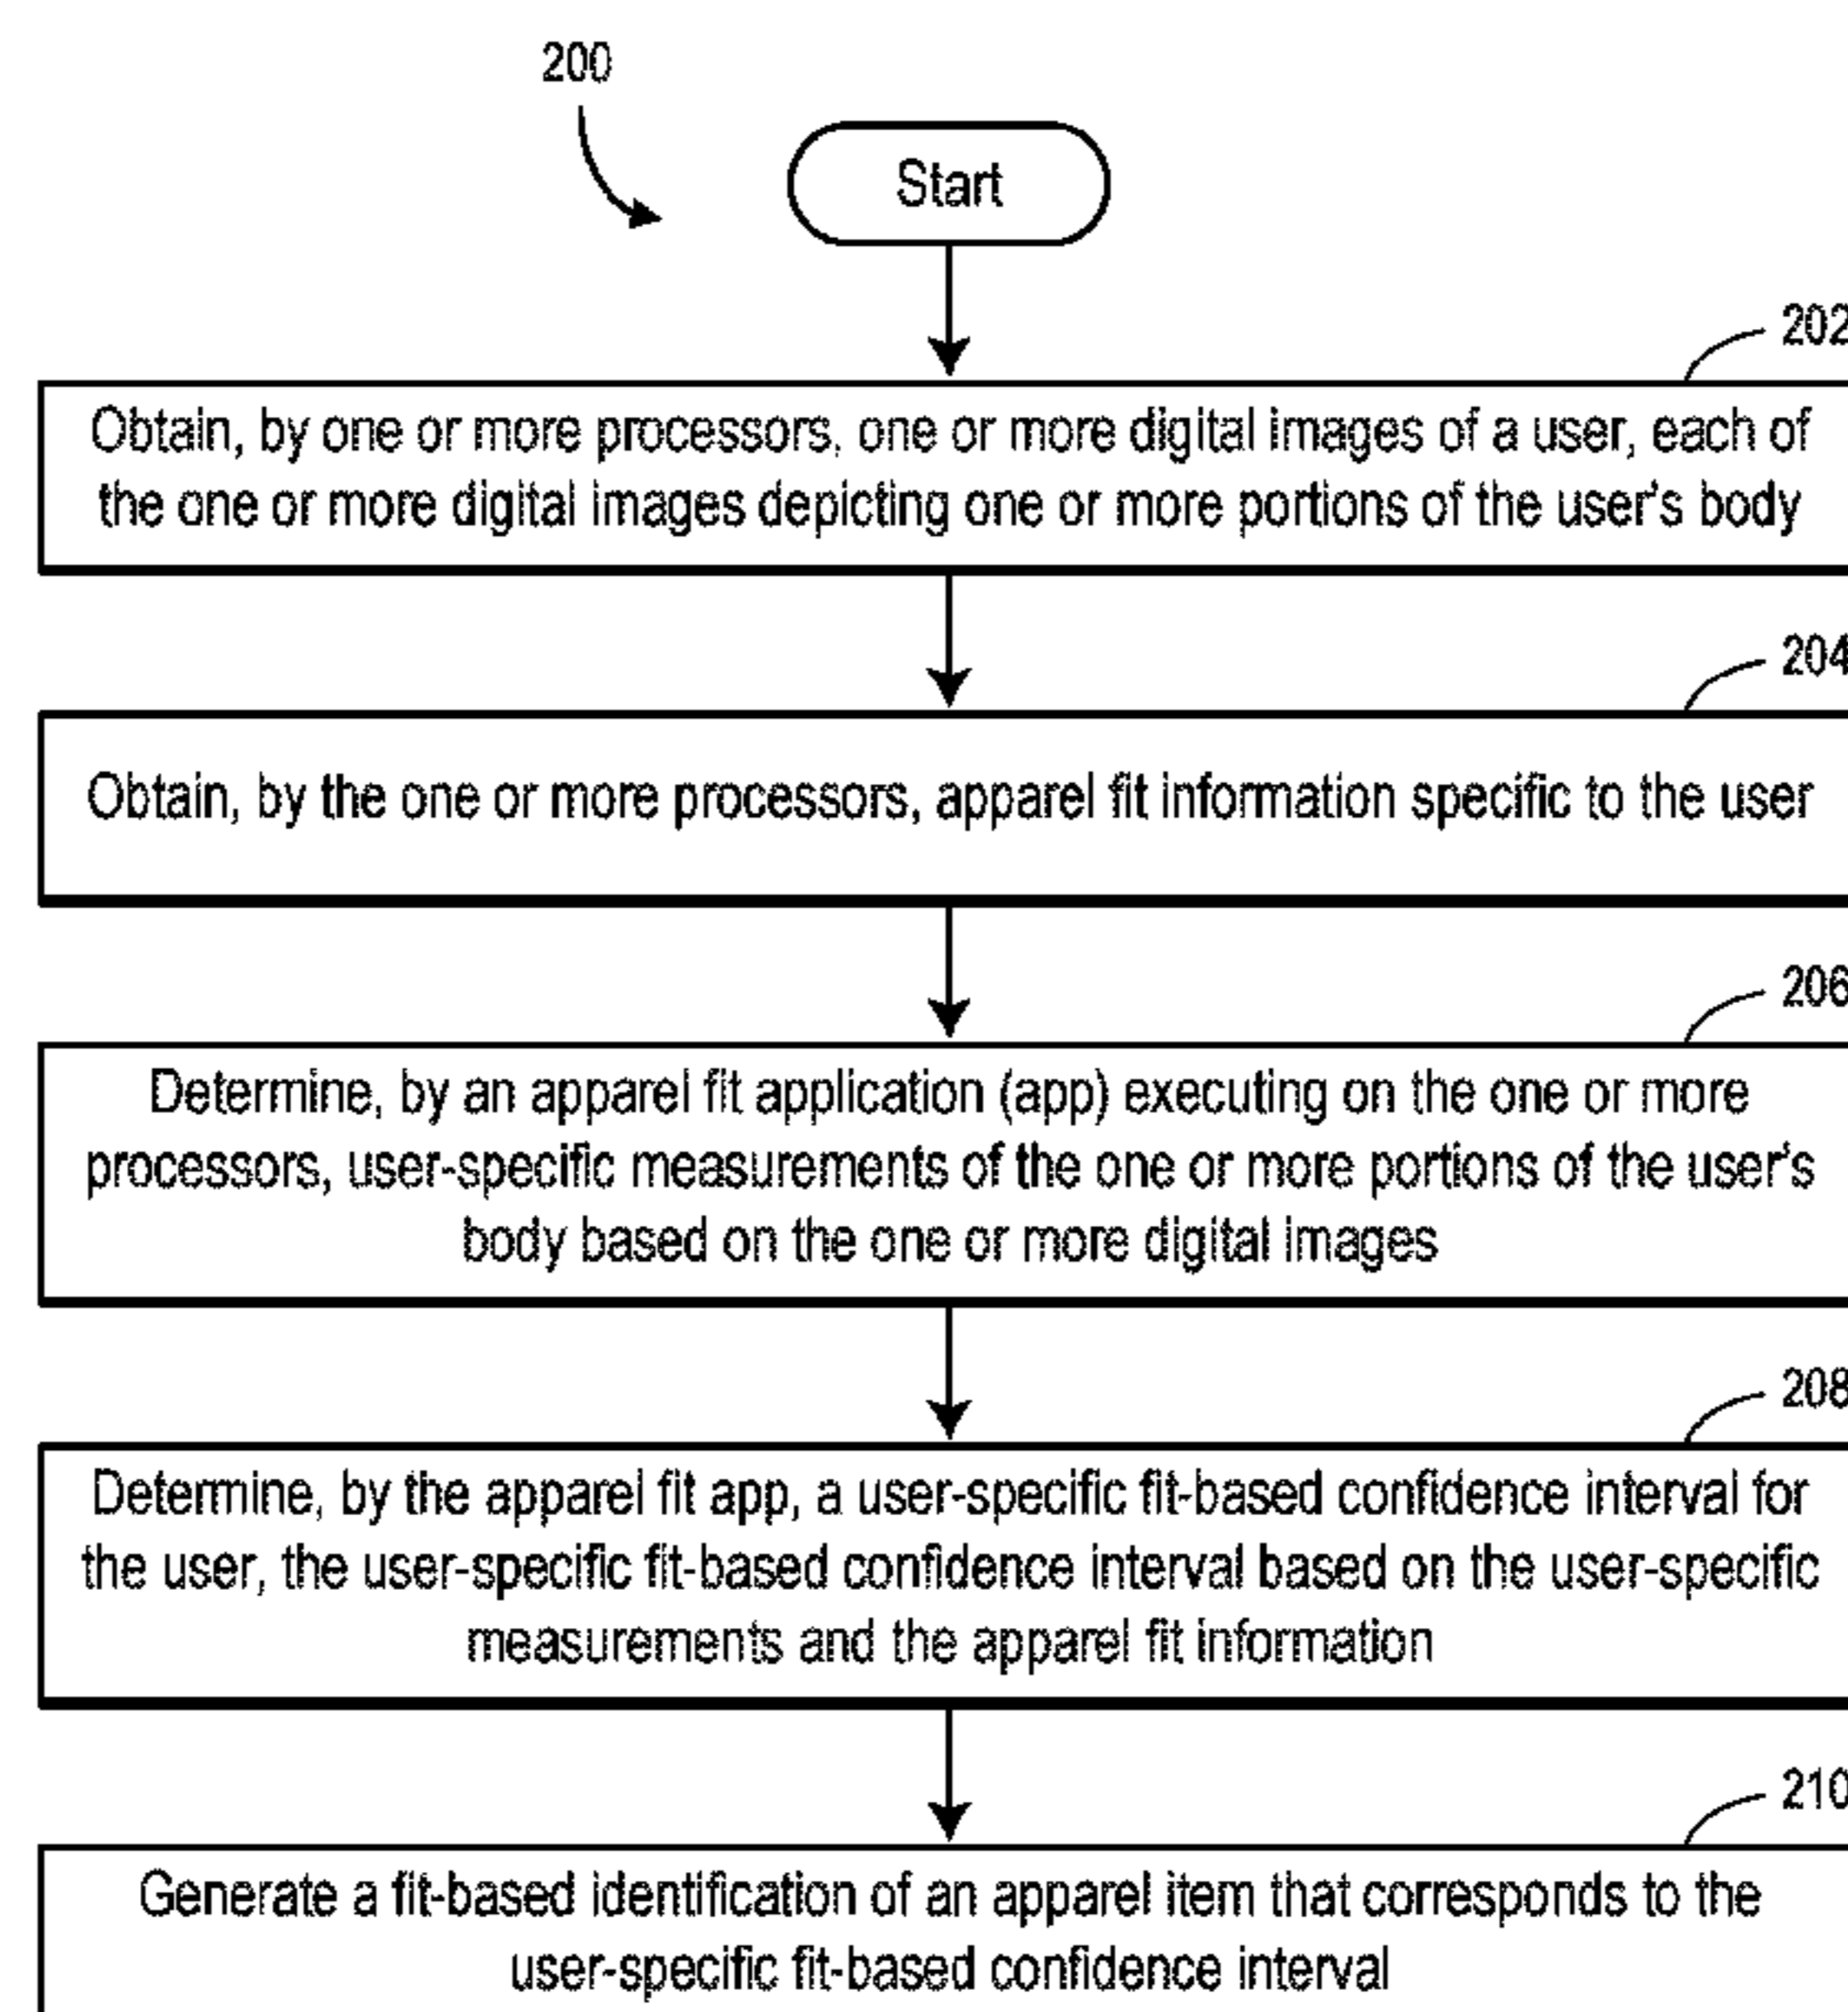 200
Start
202
Obtain, by one or more processors, one or more digital images of a user, each of
the one or more digital images depicting one or more portions of the user's body
204
Obtain, by the one or more processors, apparel fit information specific to the user
206
Determine, by an apparel fit application (app) executing on the one or more
processors, user-specific measurements of the one or more portions of the user's
body based on the one or more digital images
208
Determine, by the apparel fit app, a user-specific fit-based confidence interval for
the user, the user-specific fit-based confidence interval based on the user-specific
measurements and the apparel fit information
210
Generate a fit-based identification of an apparel item that corresponds to the
user-specific fit-based confidence interval